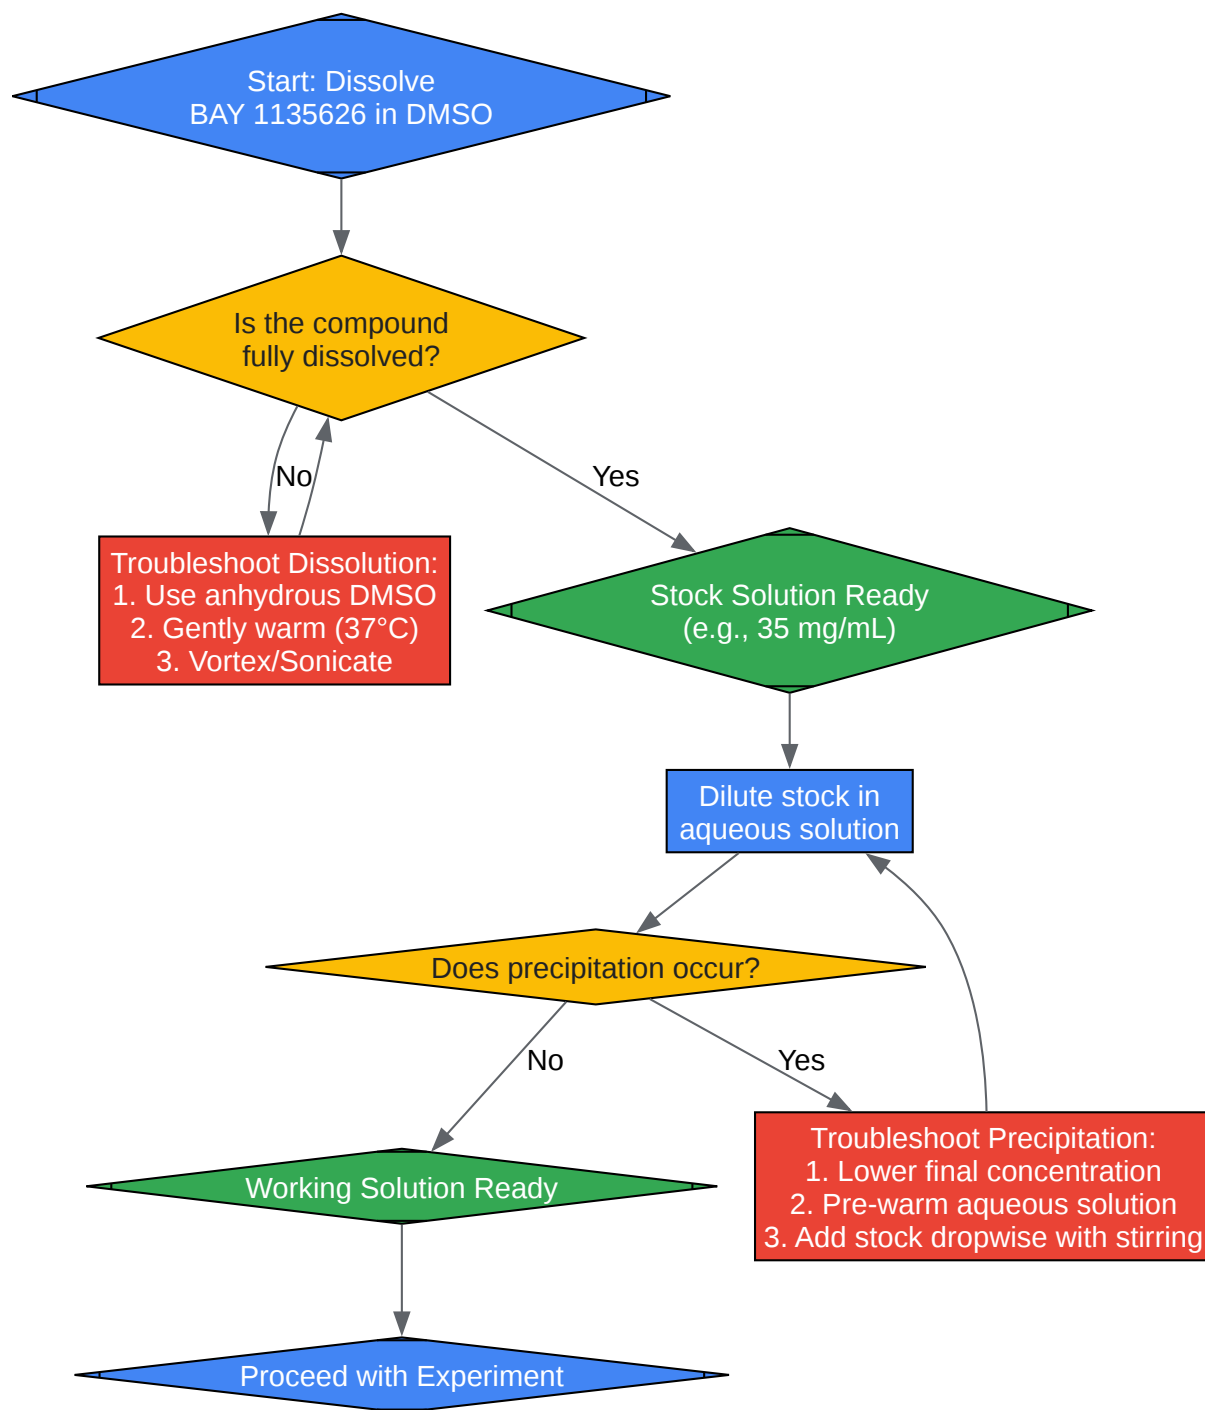 Start: Dissolve
BAY 1135626 in DMSO
Is the compound
fully dissolved?
No
Yes
Troubleshoot Dissolution:
1. Use anhydrous DMSO
2. Gently warm (37°C)
3. Vortex/Sonicate
Stock Solution Ready
(e.g., 35 mg/mL)
Dilute stock in
aqueous solution
Does precipitation occur?
No
Yes
Troubleshoot Precipitation:
1. Lower final concentration
2. Pre-warm aqueous solution
3. Add stock dropwise with stirring
Working Solution Ready
Proceed with Experiment